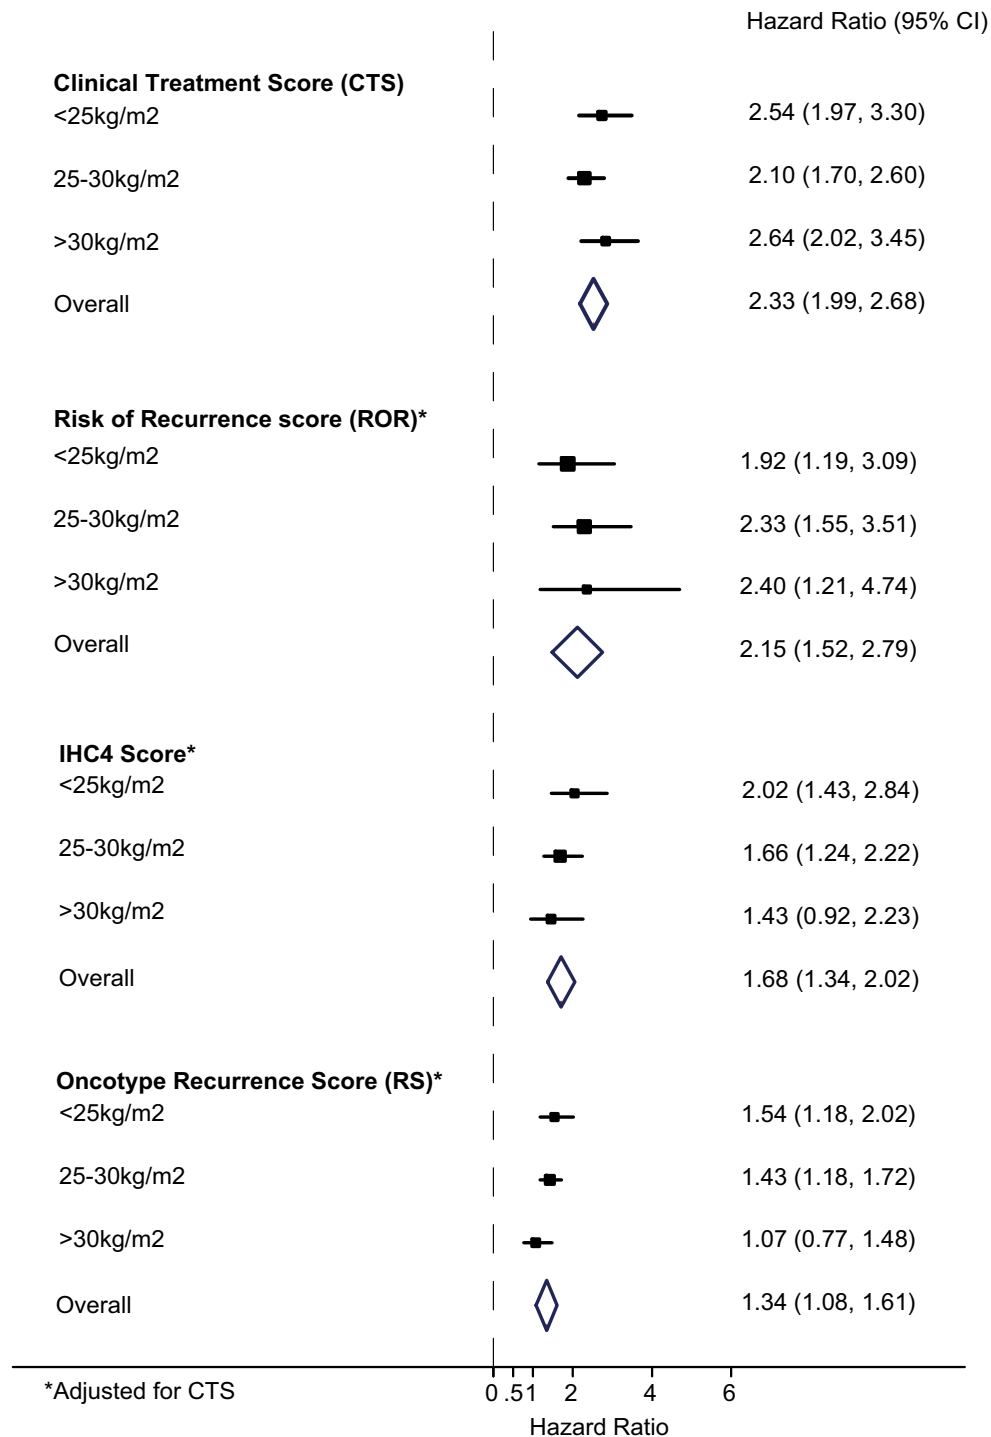 Hazard Ratio (95% CI)
Clinical Treatment Score (CTS)
<25kg/m2 2.54 (1.97, 3.30)
25-30kg/m2 2.10 (1.70, 2.60)
>30kg/m2 2.64 (2.02, 3.45)
Overall 2.33 (1.99, 2.68)
Risk of Recurrence score (ROR)*
<25kg/m2 1.92 (1.19, 3.09)
25-30kg/m2 2.33 (1.55, 3.51)
>30kg/m2 2.40 (1.21, 4.74)
Overall 2.15 (1.52, 2.79)
IHC4 Score*
<25kg/m2 2.02 (1.43, 2.84)
25-30kg/m2 1.66 (1.24, 2.22)
>30kg/m2 1.43 (0.92, 2.23)
Overall 1.68 (1.34, 2.02)
Oncotype Recurrence Score (RS)*
<25kg/m2 1.54 (1.18, 2.02)
25-30kg/m2 1.43 (1.18, 1.72)
>30kg/m2 1.07 (0.77, 1.48)
Overall 1.34 (1.08, 1.61)
*Adjusted for CTS 0 .5 1 2 4 6
Hazard Ratio